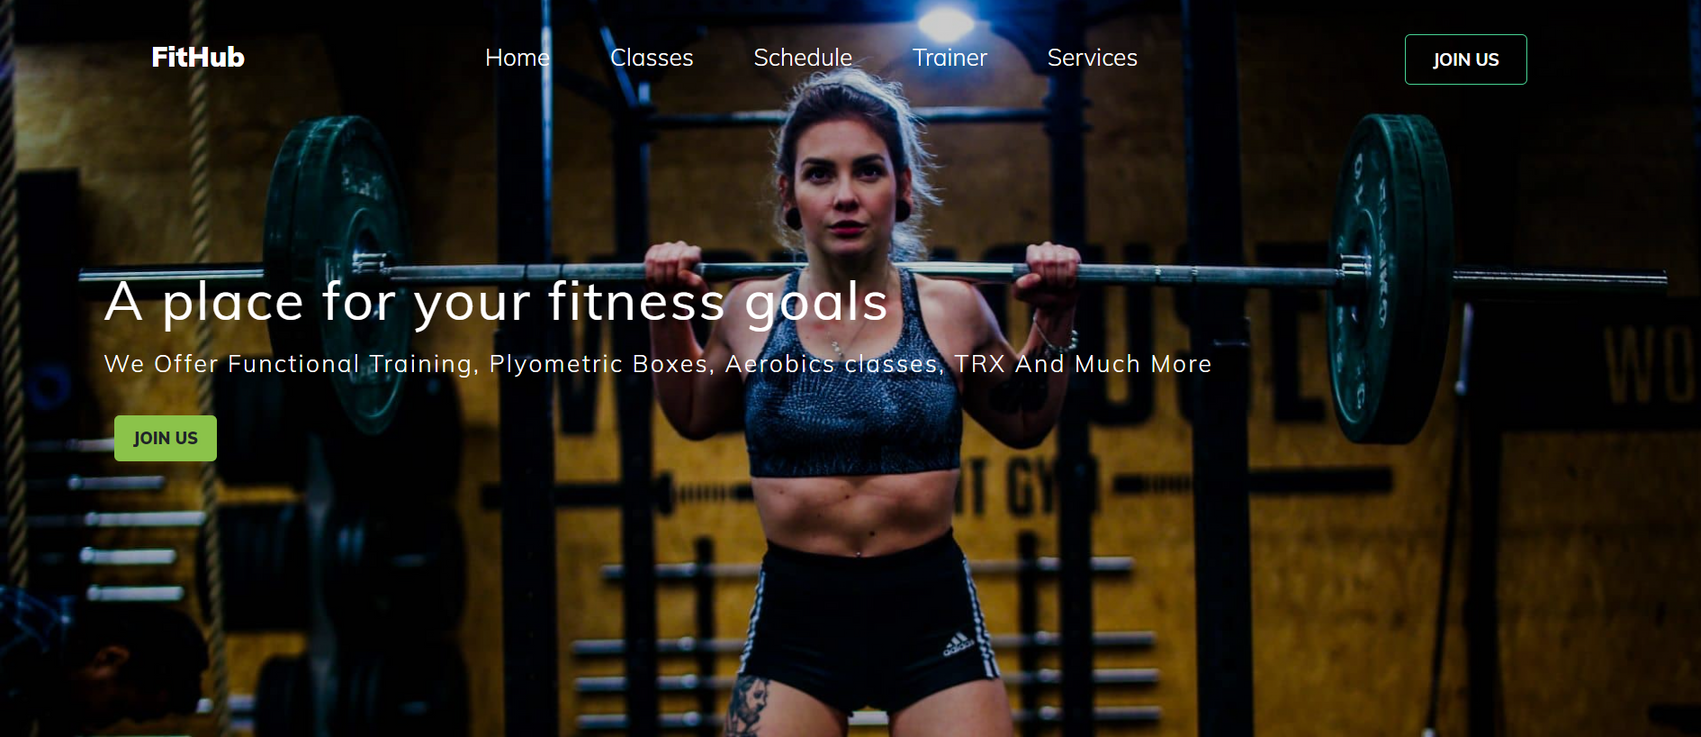 FitHub
Home Classes Schedule Trainer Services
JOIN US
A place for your fitness goals
We Offer Functional Training, Plyometric Boxes, Aerobics classes, TRX And Much More
JOIN US
adidas